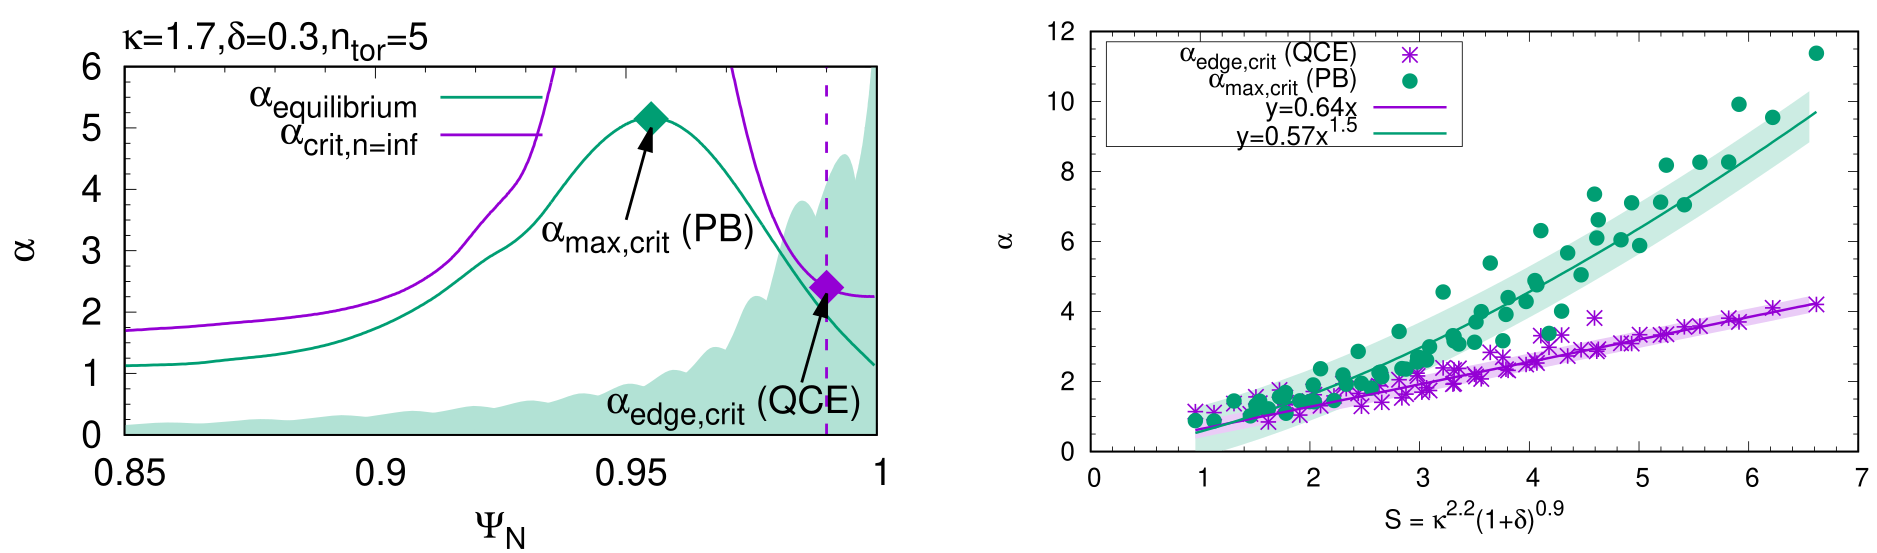 κ=1.7,δ=0.3,n_tor=5
α_equilibrium
α_crit,n=inf
α_max,crit (PB)
α_edge,crit (QCE)
α
6
5
4
3
2
1
0
0.85 0.9 0.95 1
Ψ_N
α_edge,crit (QCE)
α_max,crit (PB)
y=0.64x
y=0.57x^1.5
α
12
10
8
6
4
2
0
0 1 2 3 4 5 6 7
S = κ^2.2(1+δ)^0.9